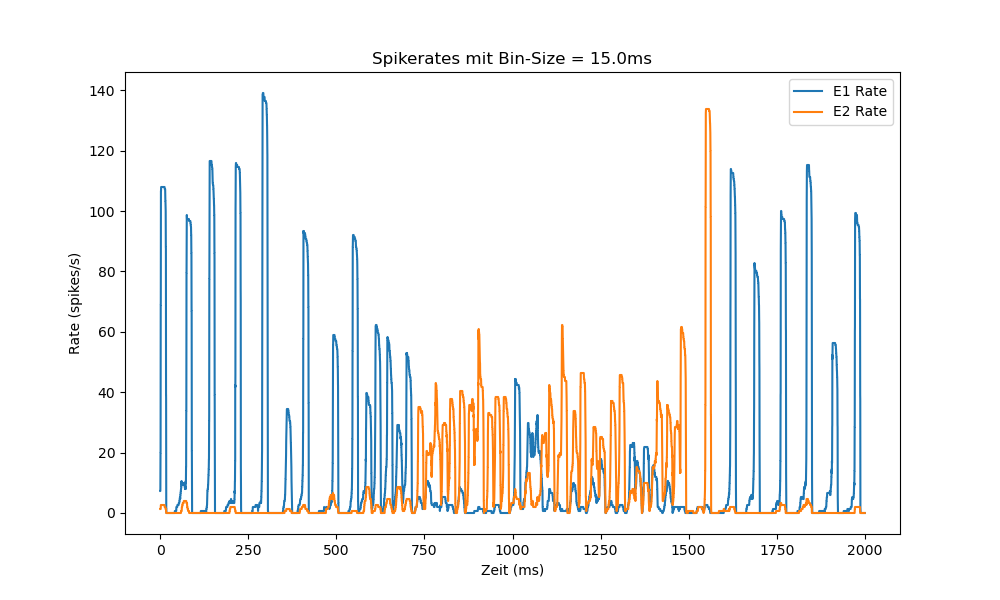 Spikerates mit Bin-Size = 15.0ms
E1 Rate
E2 Rate
Rate (spikes/s)
140
120
100
80
60
40
20
0
0 250 500 750 1000 1250 1500 1750 2000
Zeit (ms)